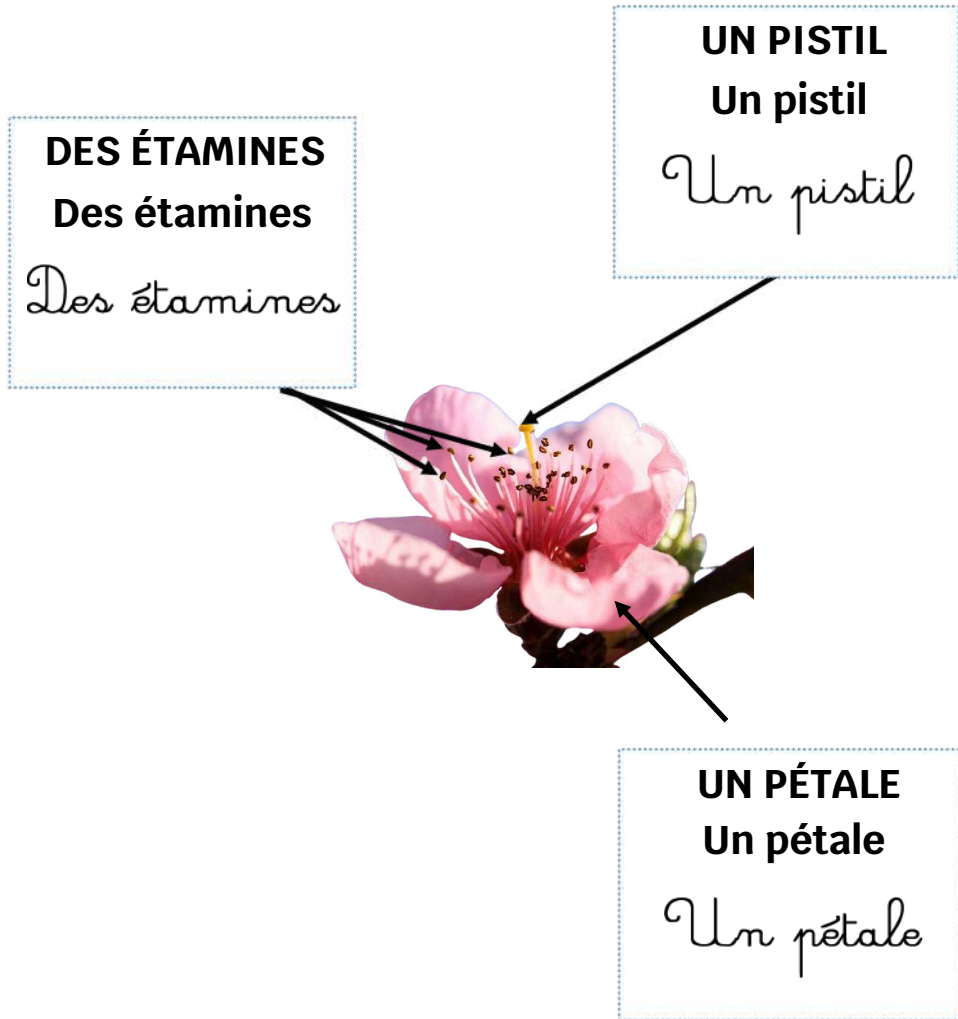 UN PISTIL
Un pistil
Un pistil
DES ÉTAMINES
Des étamines
Des étamines
UN PÉTALE
Un pétale
Un pétale